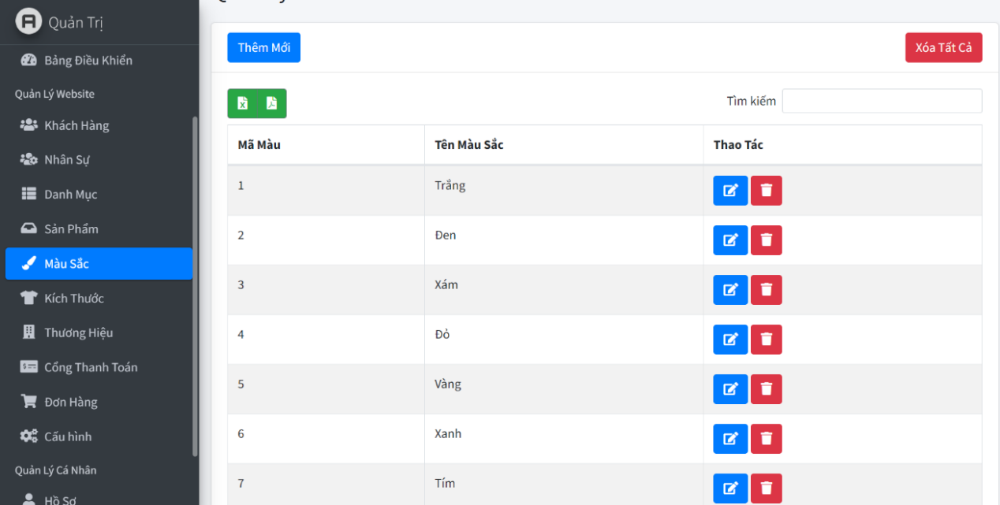 Quản Trị
Bảng Điều Khiển
Quản Lý Website
Khách Hàng
Nhân Sự
Danh Mục
Sản Phẩm
Màu Sắc
Kích Thước
Thương Hiệu
Cổng Thanh Toán
Đơn Hàng
Cấu hình
Quản Lý Cá Nhân
Hồ Sơ
Thêm Mới
Xóa Tất Cả
Tìm kiếm
Mã Màu Tên Màu Sắc Thao Tác
1 Trắng
2 Đen
3 Xám
4 Đỏ
5 Vàng
6 Xanh
7 Tím